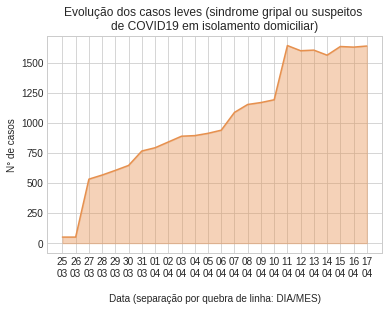 Evolução dos casos leves (sindrome gripal ou suspeitos
de COVID19 em isolamento domiciliar)
N° de casos
1500
1250
1000
750
500
250
0
25 26 27 28 29 30 31 01 02 03 04 05 06 07 08 09 10 11 12 13 14 15 16 17
03 03 03 03 03 03 03 04 04 04 04 04 04 04 04 04 04 04 04 04 04 04 04 04
Data (separação por quebra de linha: DIA/MES)